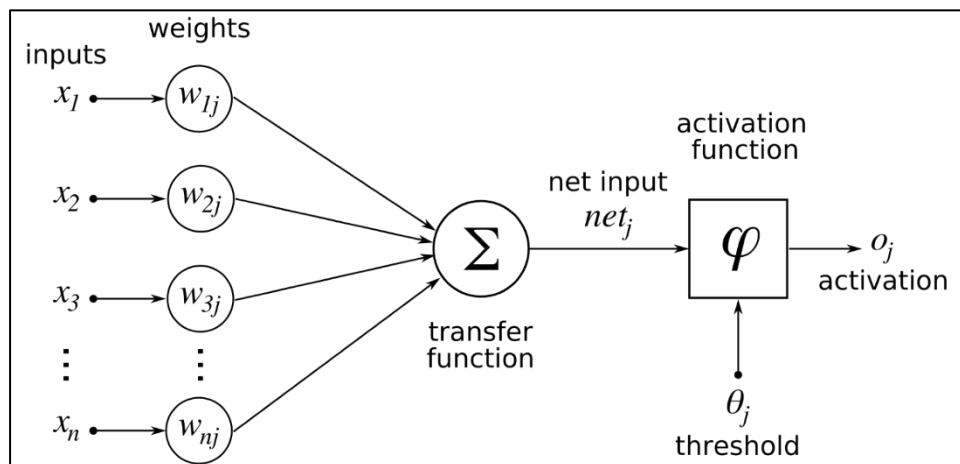 weights
inputs
x₁
w₁ⱼ
x₂
w₂ⱼ
x₃
w₃ⱼ
⋮
⋮
xₙ
wₙⱼ
Σ
transfer
function
net input
netⱼ
activation
function
φ
oⱼ
activation
θⱼ
threshold